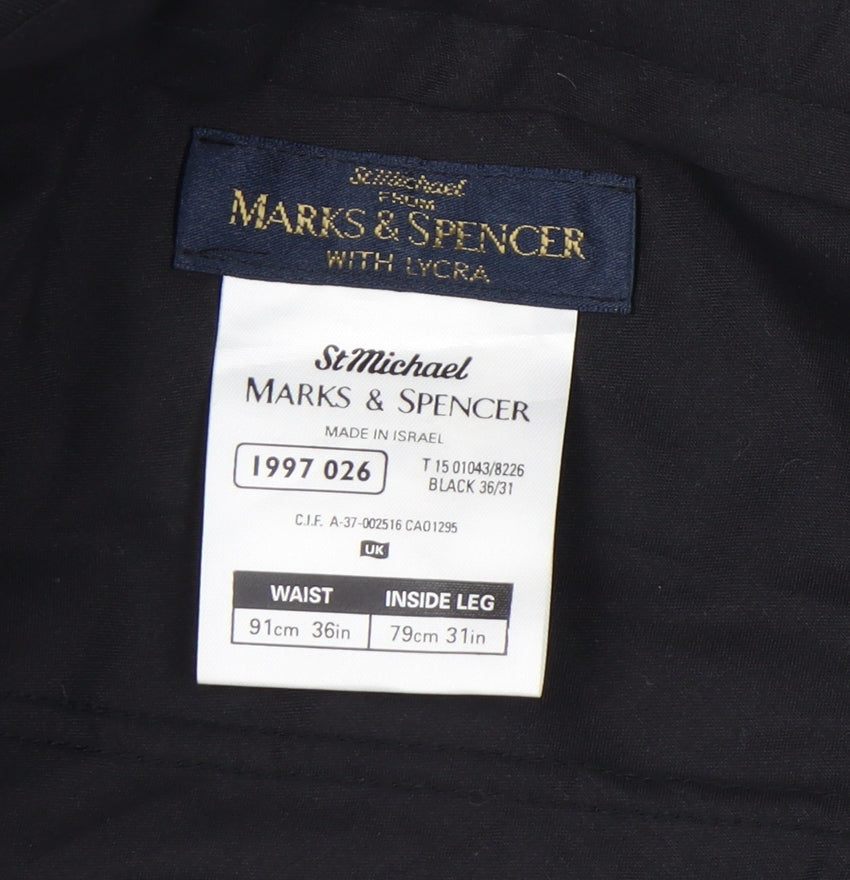 St Michael
FROM
MARKS & SPENCER
WITH LYCRA
St Michael
MARKS & SPENCER
MADE IN ISRAEL
1997 026
T 15 01043/8226
BLACK 36/31
C.I.F. A-37-002516 CA01295
UK
WAIST INSIDE LEG
91cm 36in 79cm 31in